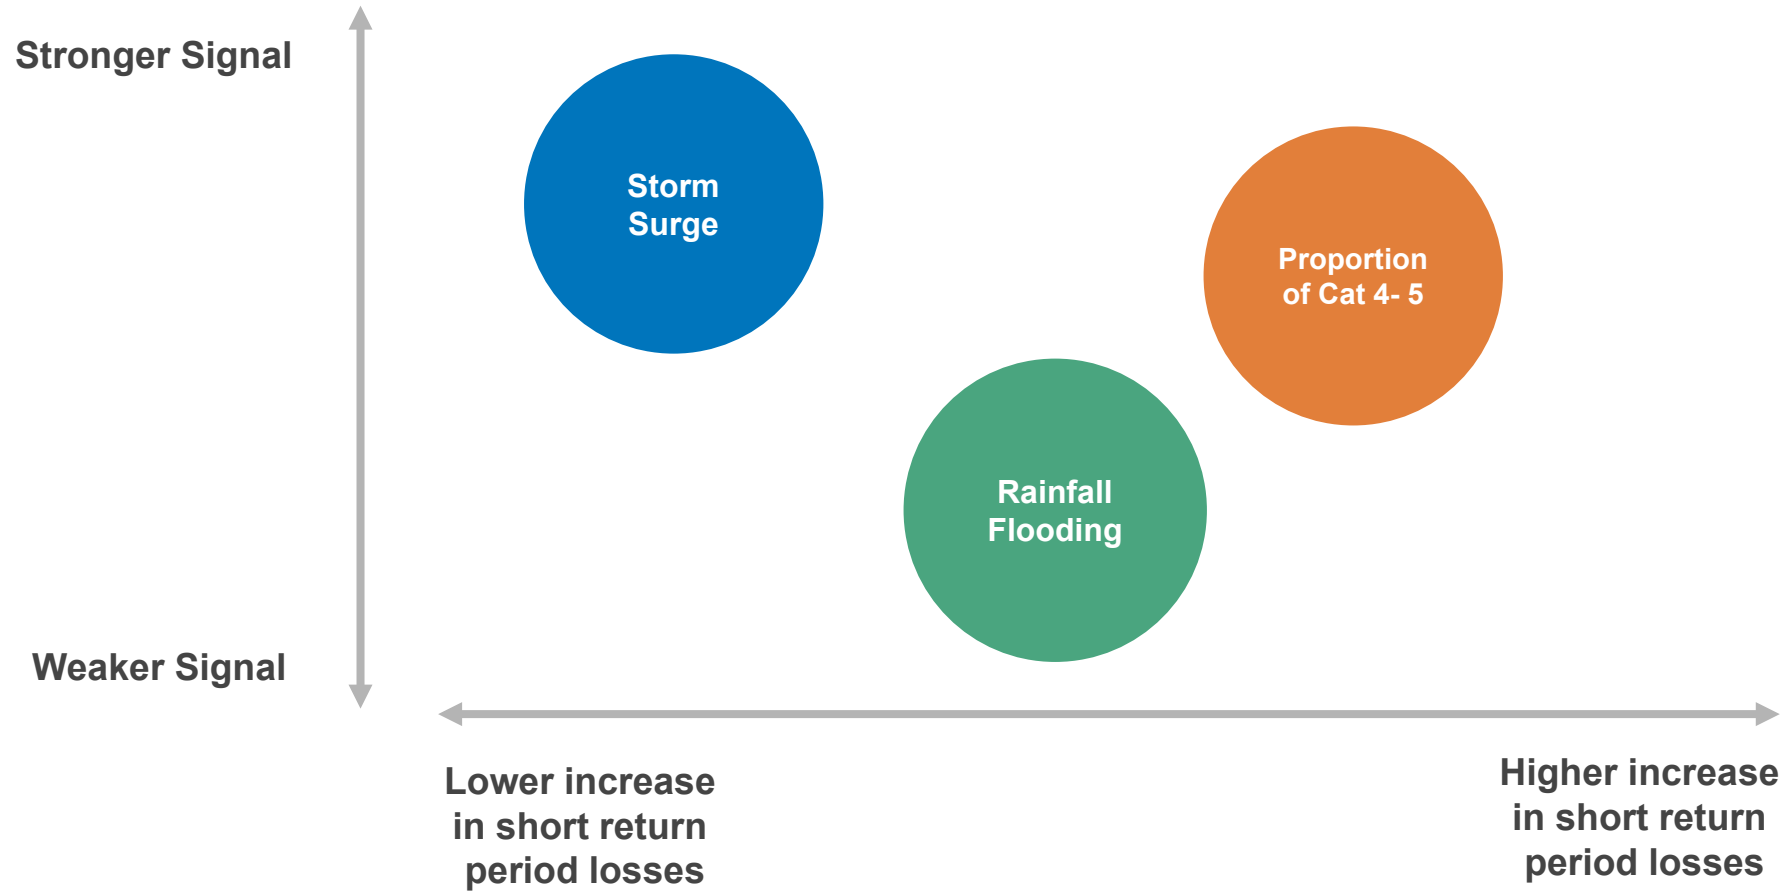 Stronger Signal
Storm
Surge
Proportion
of Cat 4- 5
Rainfall
Flooding
Weaker Signal
Lower increase
in short return
period losses
Higher increase
in short return
period losses